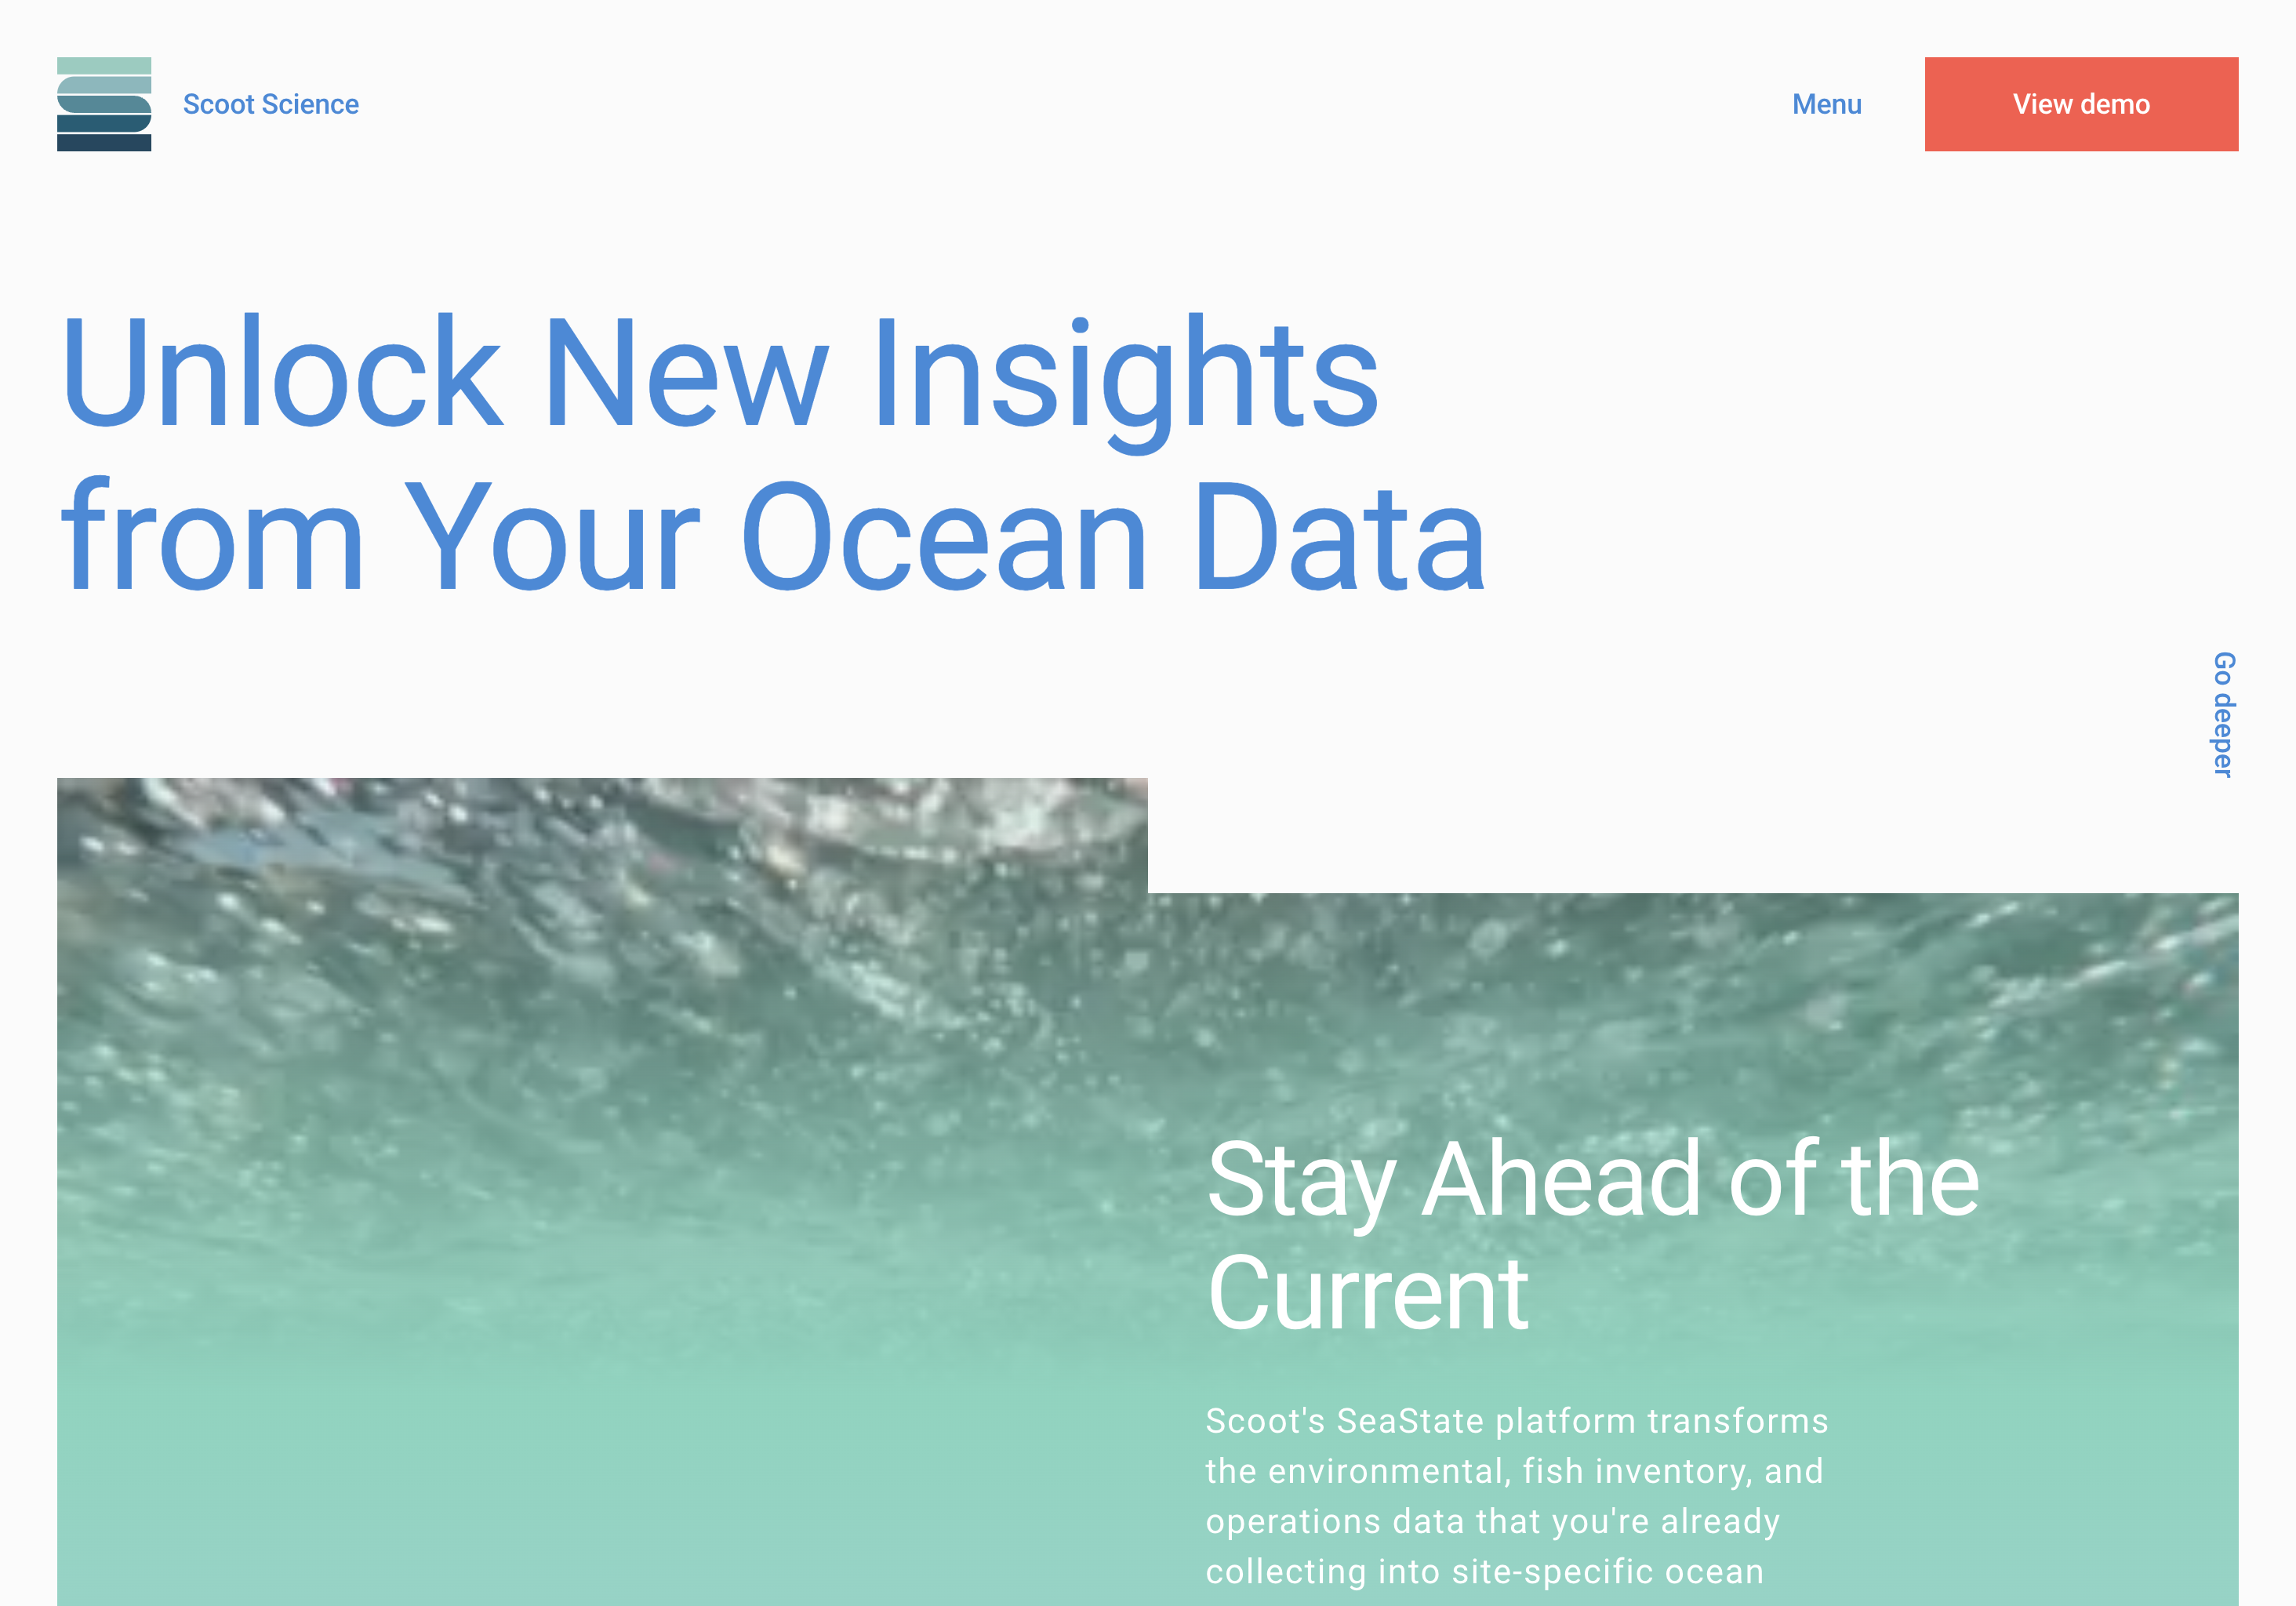 Scoot Science
Menu
View demo
Unlock New Insights
from Your Ocean Data
Go deeper
Stay Ahead of the
Current
Scoot's SeaState platform transforms
the environmental, fish inventory, and
operations data that you're already
collecting into site-specific ocean